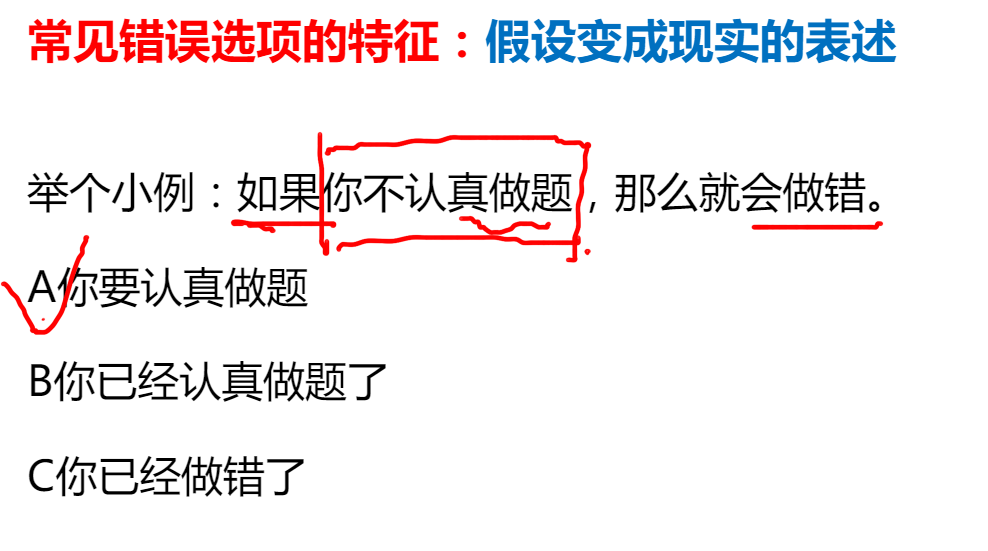 常见错误选项的特征：假设变成现实的表述
举个小例：如果你不认真做题，那么就会做错。
A你要认真做题
B你已经认真做题了
C你已经做错了